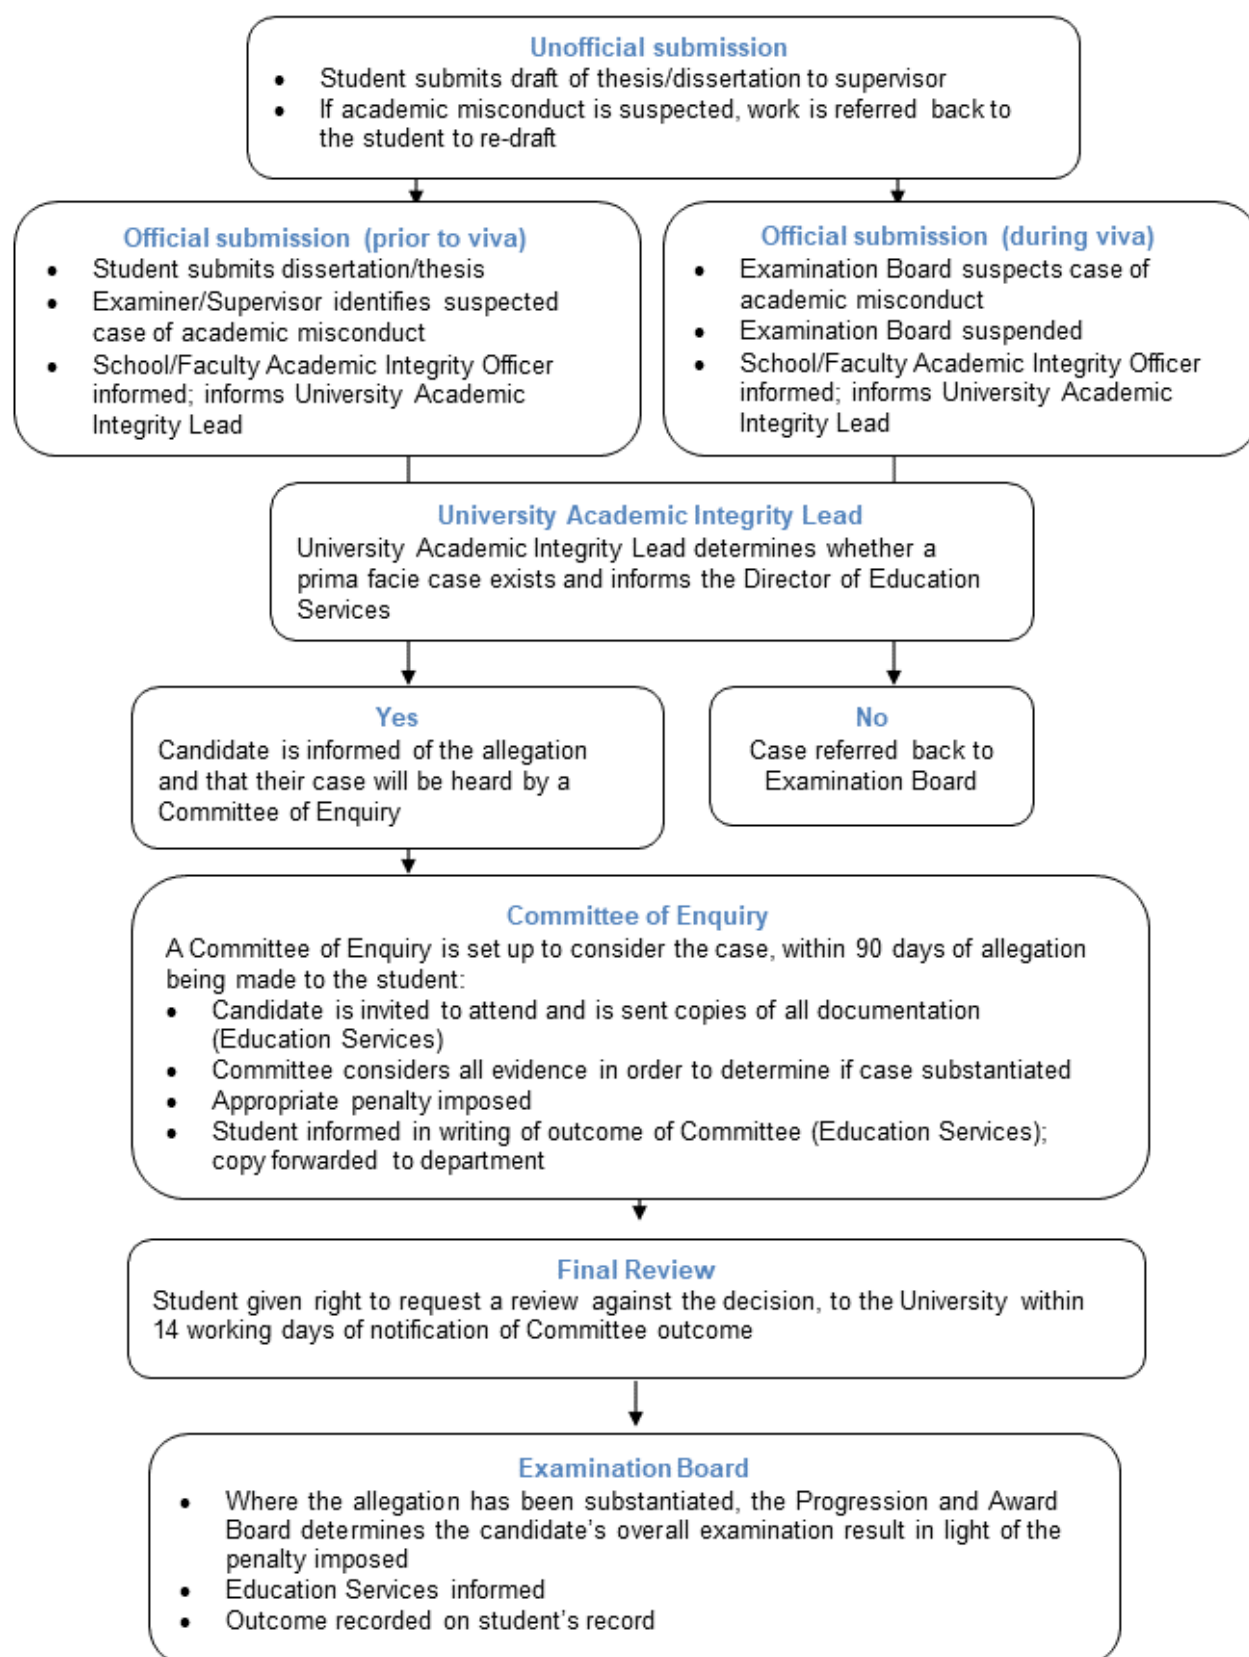 Unofficial submission
• Student submits draft of thesis/dissertation to supervisor
• If academic misconduct is suspected, work is referred back to
the student to re-draft
Official submission (prior to viva)
• Student submits dissertation/thesis
• Examiner/Supervisor identifies suspected
case of academic misconduct
• School/Faculty Academic Integrity Officer
informed; informs University Academic
Integrity Lead
Official submission (during viva)
• Examination Board suspects case of
academic misconduct
• Examination Board suspended
• School/Faculty Academic Integrity Officer
informed; informs University Academic
Integrity Lead
University Academic Integrity Lead
University Academic Integrity Lead determines whether a
prima facie case exists and informs the Director of Education
Services
Yes
Candidate is informed of the allegation
and that their case will be heard by a
Committee of Enquiry
No
Case referred back to
Examination Board
Committee of Enquiry
A Committee of Enquiry is set up to consider the case, within 90 days of allegation
being made to the student:
• Candidate is invited to attend and is sent copies of all documentation
(Education Services)
• Committee considers all evidence in order to determine if case substantiated
• Appropriate penalty imposed
• Student informed in writing of outcome of Committee (Education Services);
copy forwarded to department
Final Review
Student given right to request a review against the decision, to the University within
14 working days of notification of Committee outcome
Examination Board
• Where the allegation has been substantiated, the Progression and Award
Board determines the candidate's overall examination result in light of the
penalty imposed
• Education Services informed
• Outcome recorded on student's record